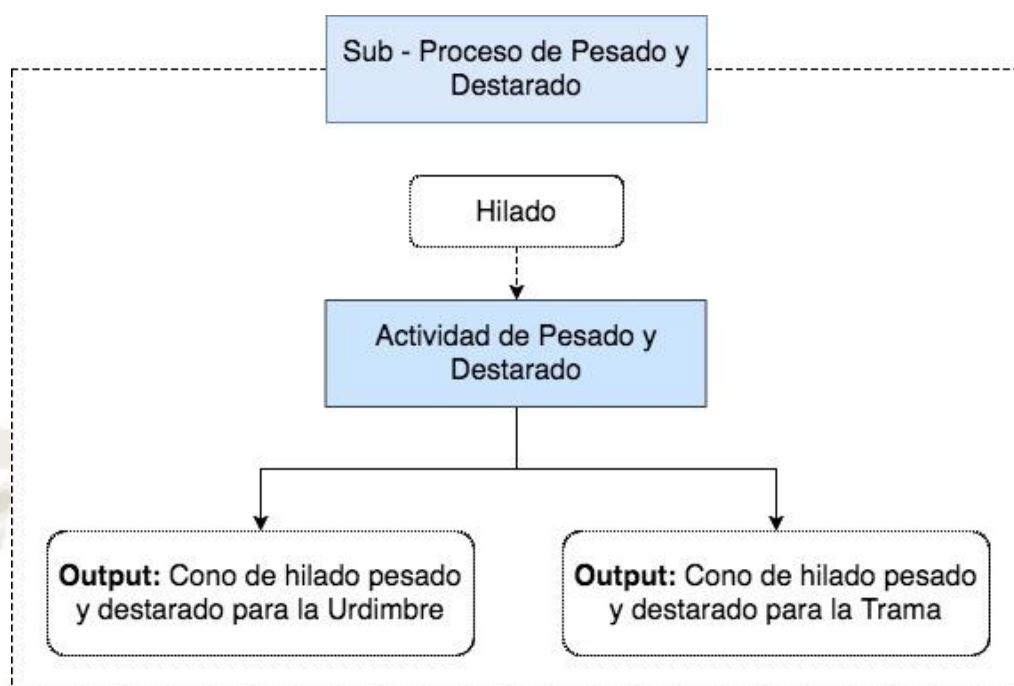 Sub - Proceso de Pesado y
Destarado
Hilado
Actividad de Pesado y
Destarado
Output: Cono de hilado pesado
y destarado para la Urdimbre
Output: Cono de hilado pesado
y destarado para la Trama